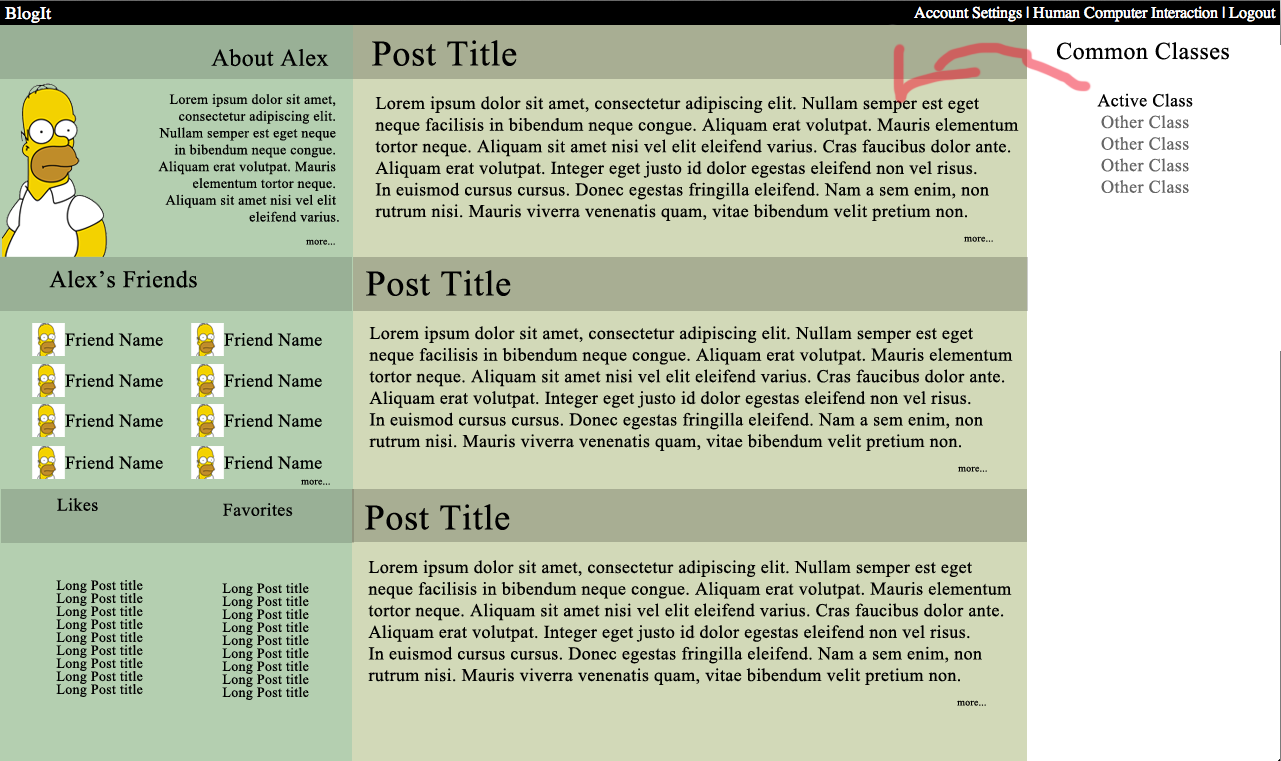 BlogIt
Account Settings | Human Computer Interaction | Logout
About Alex
Lorem ipsum dolor sit amet,
consectetur adipiscing elit.
Nullam semper est eget neque
in bibendum neque congue.
Aliquam erat volutpat. Mauris
elementum tortor neque.
Aliquam sit amet nisi vel elit
eleifend varius.
more...
Alex's Friends
Friend Name Friend Name
Friend Name Friend Name
Friend Name Friend Name
Friend Name Friend Name
more...
Likes
Long Post title
Long Post title
Long Post title
Long Post title
Long Post title
Long Post title
Long Post title
Long Post title
Long Post title
Favorites
Long Post title
Long Post title
Long Post title
Long Post title
Long Post title
Long Post title
Long Post title
Long Post title
Long Post title
Post Title
Lorem ipsum dolor sit amet, consectetur adipiscing elit. Nullam semper est eget
neque facilisis in bibendum neque congue. Aliquam erat volutpat. Mauris elementum
tortor neque. Aliquam sit amet nisi vel elit eleifend varius. Cras faucibus dolor ante.
Aliquam erat volutpat. Integer eget justo id dolor egestas eleifend non vel risus.
In euismod cursus cursus. Donec egestas fringilla eleifend. Nam a sem enim, non
rutrum nisi. Mauris viverra venenatis quam, vitae bibendum velit pretium non.
more...
Post Title
Lorem ipsum dolor sit amet, consectetur adipiscing elit. Nullam semper est eget
neque facilisis in bibendum neque congue. Aliquam erat volutpat. Mauris elementum
tortor neque. Aliquam sit amet nisi vel elit eleifend varius. Cras faucibus dolor ante.
Aliquam erat volutpat. Integer eget justo id dolor egestas eleifend non vel risus.
In euismod cursus cursus. Donec egestas fringilla eleifend. Nam a sem enim, non
rutrum nisi. Mauris viverra venenatis quam, vitae bibendum velit pretium non.
more...
Post Title
Lorem ipsum dolor sit amet, consectetur adipiscing elit. Nullam semper est eget
neque facilisis in bibendum neque congue. Aliquam erat volutpat. Mauris elementum
tortor neque. Aliquam sit amet nisi vel elit eleifend varius. Cras faucibus dolor ante.
Aliquam erat volutpat. Integer eget justo id dolor egestas eleifend non vel risus.
In euismod cursus cursus. Donec egestas fringilla eleifend. Nam a sem enim, non
rutrum nisi. Mauris viverra venenatis quam, vitae bibendum velit pretium non.
more...
Common Classes
Active Class
Other Class
Other Class
Other Class
Other Class